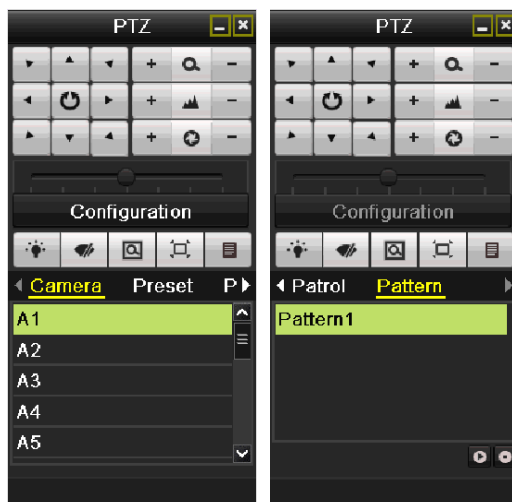 PTZ
Configuration
Camera Preset P
A1
A2
A3
A4
A5
PTZ
Configuration
Patrol Pattern
Pattern1